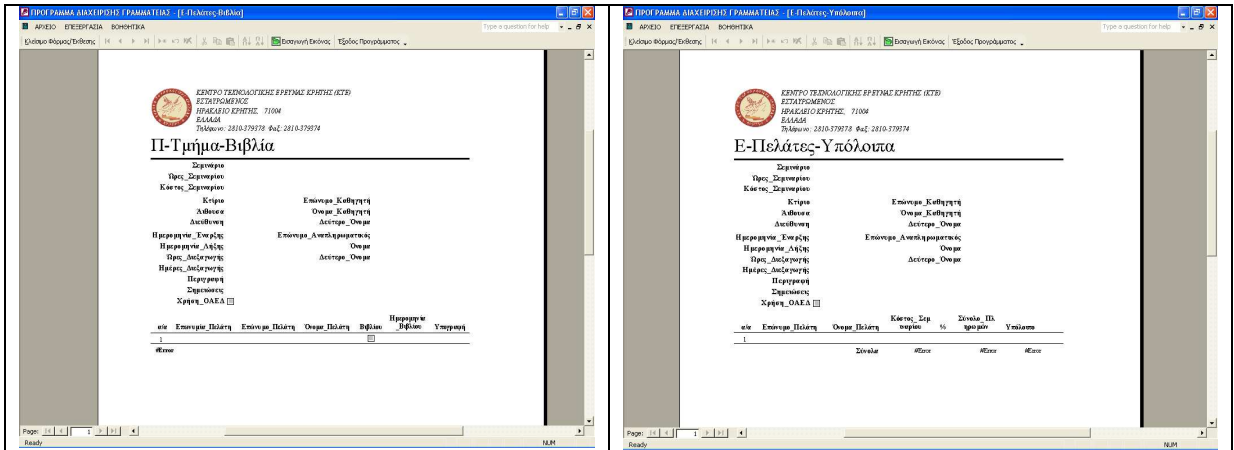 ΠΡΟΓΡΑΜΜΑ ΔΙΑΧΕΙΡΙΣΗΣ ΓΡΑΜΜΑΤΕΙΑΣ - [Ε-Πελάτες-Βιβλία]
ΑΡΧΕΙΟ ΕΠΕΞΕΡΓΑΣΙΑ ΒΟΗΘΗΤΙΚΑ Type a question for help
Κλείσιμο Φόρμας/Έκθεσης Εισαγωγή Εικόνας Έξοδος Προγράμματος
ΚΕΝΤΡΟ ΤΕΧΝΟΛΟΓΙΚΗΣ ΕΡΕΥΝΑΣ ΚΡΗΤΗΣ (ΚΤΕ)
ΕΣΤΑΥΡΩΜΕΝΟΣ
ΗΡΑΚΛΕΙΟ ΚΡΗΤΗΣ, 71004
ΕΛΛΑΔΑ
Τηλέφωνο: 2810-379378 Φαξ: 2810-379374
Π-Τμήμα-Βιβλία
Σεμινάριο
Ώρες_Σεμιναρίου
Κόστος_Σεμιναρίου
Κτίριο Επώνυμο_Καθηγητή
Αίθουσα Όνομα_Καθηγητή
Διεύθυνση Δεύτερο_Όνομα
Ημερομηνία_Έναρξης Επώνυμο_Αναπληρωματικός
Ημερομηνία_Λήξης Όνομα
Ώρες_Διεξαγωγής Δεύτερο_Όνομα
Ημέρες_Διεξαγωγής
Περιγραφή
Σημειώσεις
Χρήση_ΟΑΕΔ
α/α Επωνυμία_Πελάτη Επώνυμο_Πελάτη Όνομα_Πελάτη Βιβλίου Ημερομηνία_Βιβλίου Υπογραφή
1
#Error
Page: 1
Ready NUM
ΠΡΟΓΡΑΜΜΑ ΔΙΑΧΕΙΡΙΣΗΣ ΓΡΑΜΜΑΤΕΙΑΣ - [Ε-Πελάτες-Υπόλοιπα]
ΑΡΧΕΙΟ ΕΠΕΞΕΡΓΑΣΙΑ ΒΟΗΘΗΤΙΚΑ Type a question for help
Κλείσιμο Φόρμας/Έκθεσης Εισαγωγή Εικόνας Έξοδος Προγράμματος
ΚΕΝΤΡΟ ΤΕΧΝΟΛΟΓΙΚΗΣ ΕΡΕΥΝΑΣ ΚΡΗΤΗΣ (ΚΤΕ)
ΕΣΤΑΥΡΩΜΕΝΟΣ
ΗΡΑΚΛΕΙΟ ΚΡΗΤΗΣ, 71004
ΕΛΛΑΔΑ
Τηλέφωνο: 2810-379378 Φαξ: 2810-379374
Ε-Πελάτες-Υπόλοιπα
Σεμινάριο
Ώρες_Σεμιναρίου
Κόστος_Σεμιναρίου
Κτίριο Επώνυμο_Καθηγητή
Αίθουσα Όνομα_Καθηγητή
Διεύθυνση Δεύτερο_Όνομα
Ημερομηνία_Έναρξης Επώνυμο_Αναπληρωματικός
Ημερομηνία_Λήξης Όνομα
Ώρες_Διεξαγωγής Δεύτερο_Όνομα
Ημέρες_Διεξαγωγής
Περιγραφή
Σημειώσεις
Χρήση_ΟΑΕΔ
Κόστος_Σεμ Σύνολο_Πλ
α/α Επώνυμο_Πελάτη Όνομα_Πελάτη ιναρίου % ηρωμών Υπόλοιπο
1
Σύνολα #Error #Error #Error
Page: 1
Ready NUM